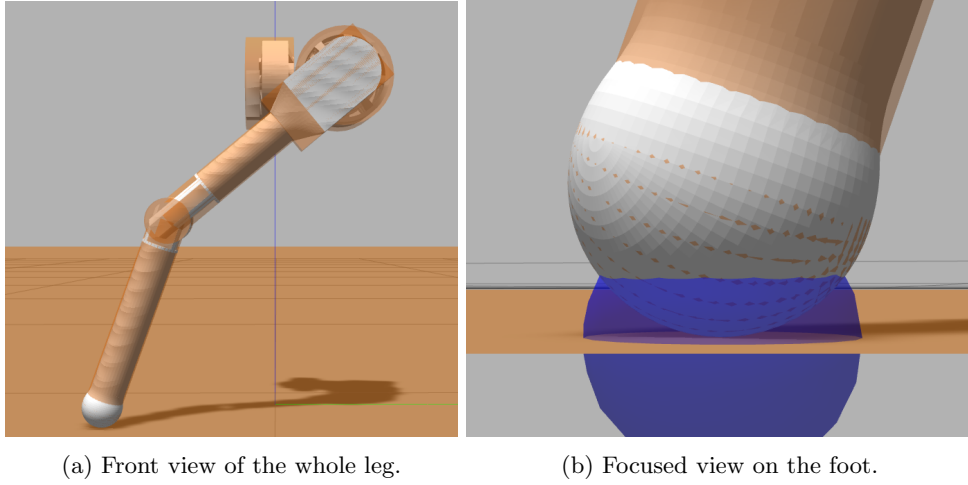 (a) Front view of the whole leg.
(b) Focused view on the foot.